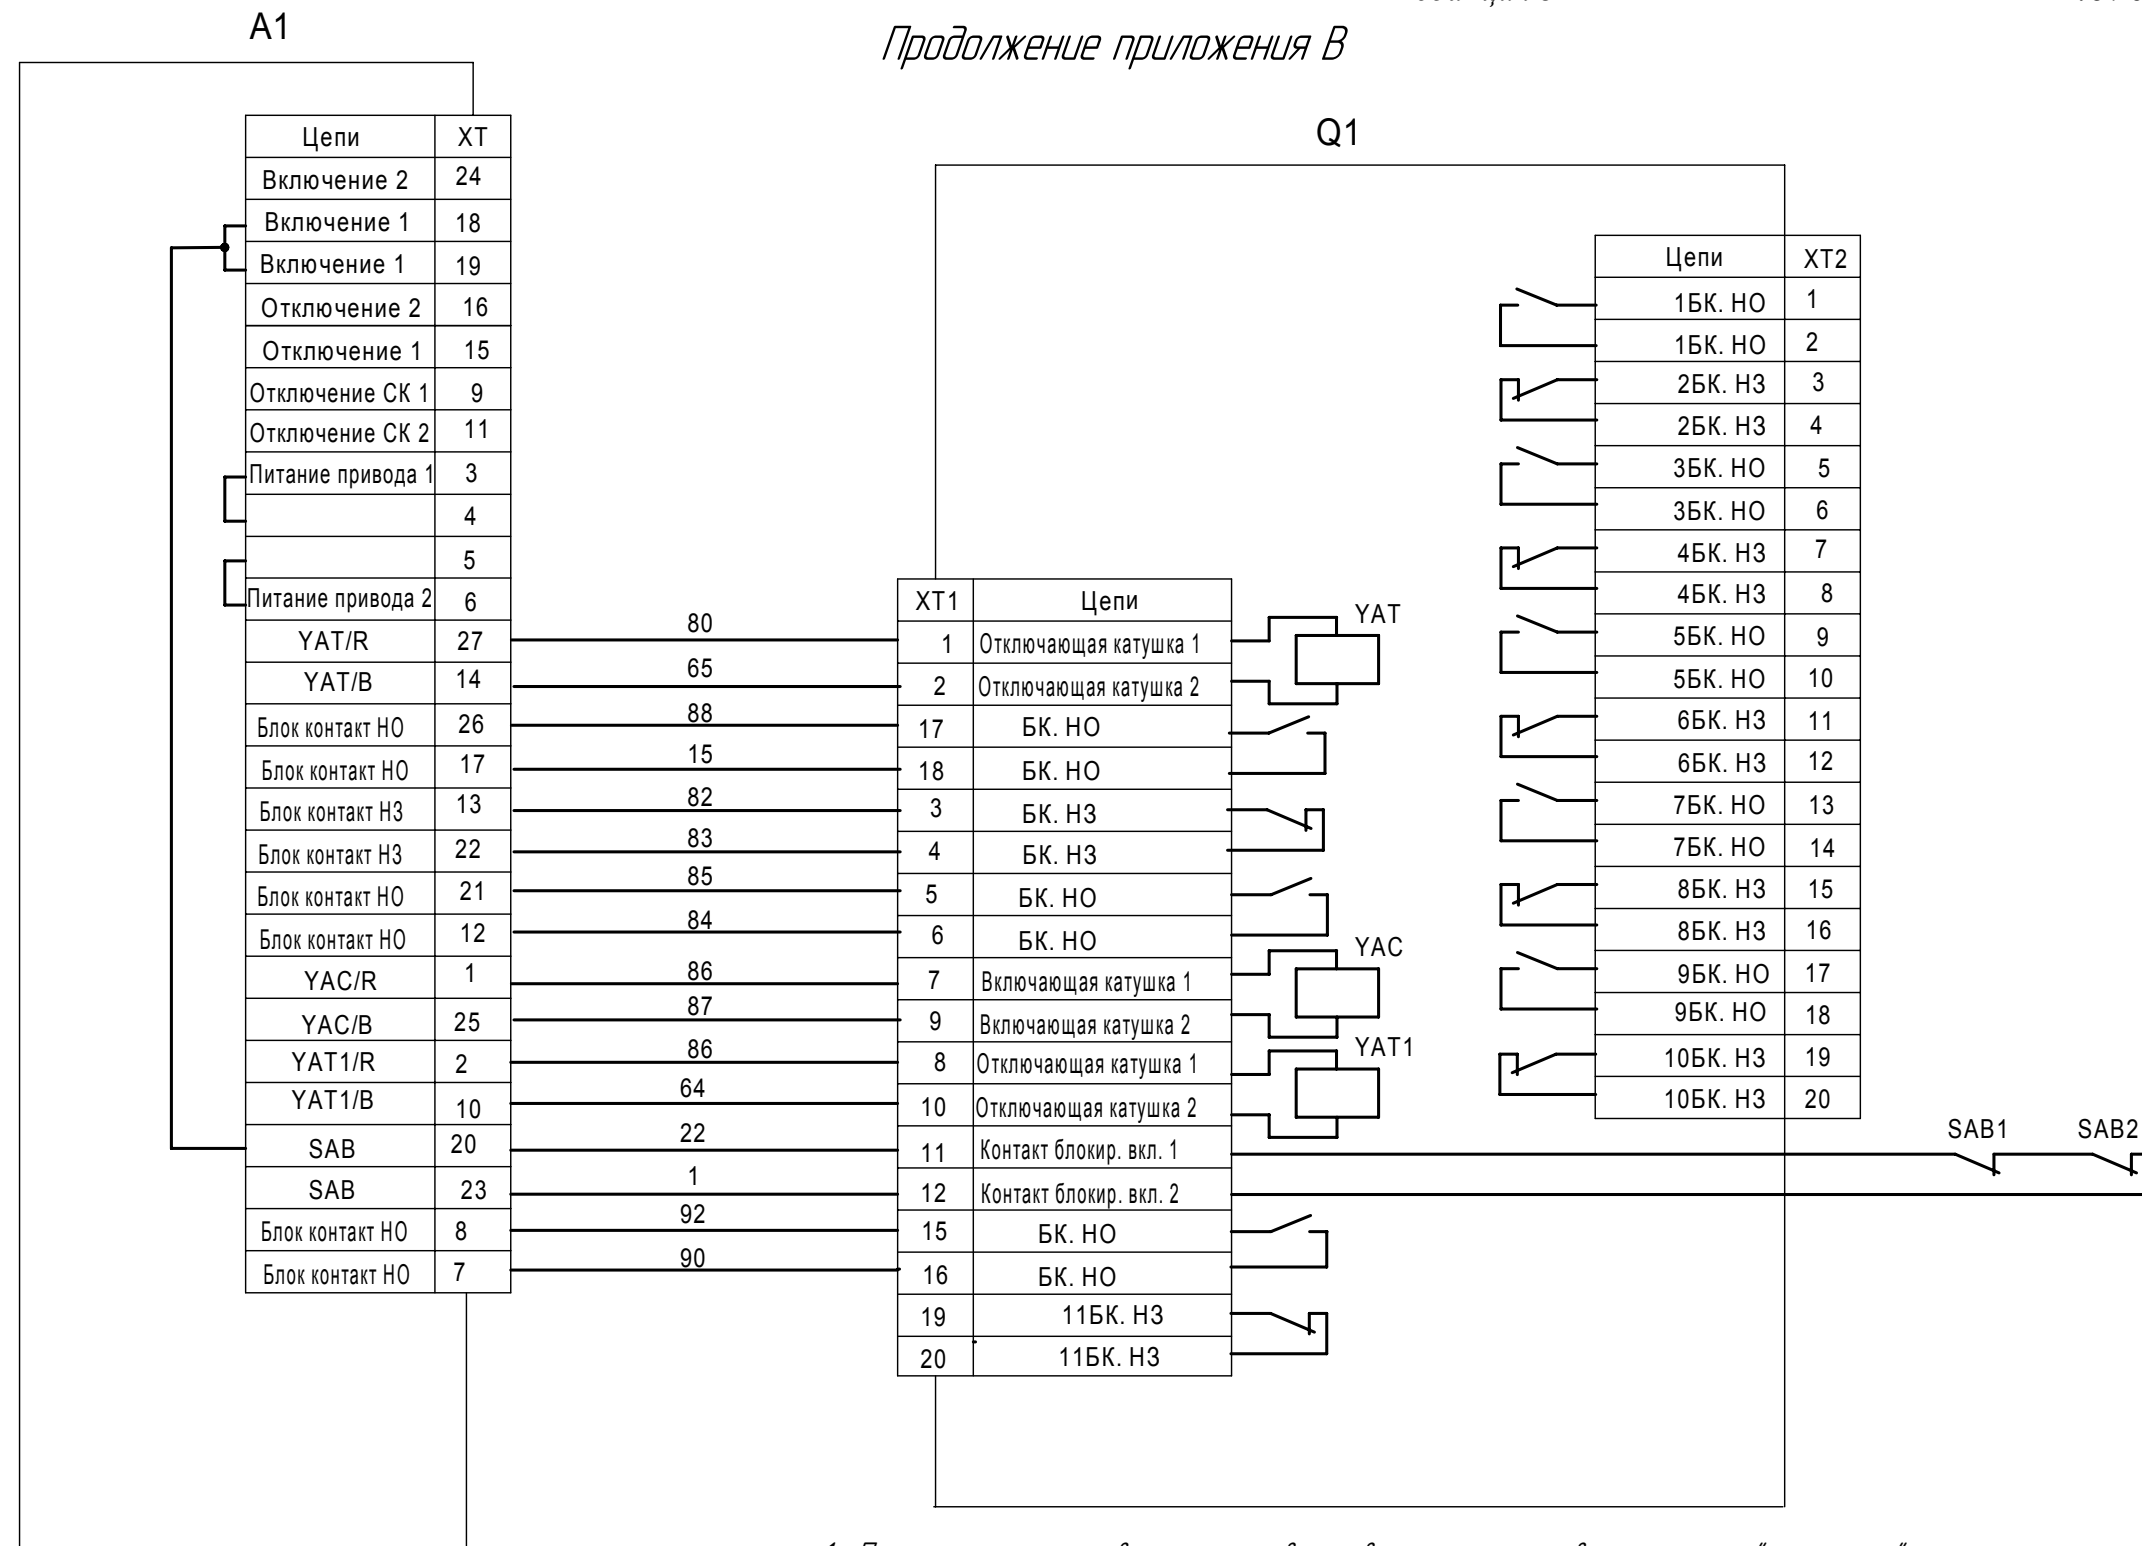 A1
Продолжение приложения В
Q1
Цепи XT
Включение 2 24
Включение 1 18
Включение 1 19
Отключение 2 16
Отключение 1 15
Отключение СК 1 9
Отключение СК 2 11
Питание привода 1 3
4
5
Питание привода 2 6
YAT/R 27
YAT/B 14
Блок контакт НО 26
Блок контакт НО 17
Блок контакт НЗ 13
Блок контакт НЗ 22
Блок контакт НО 21
Блок контакт НО 12
YAC/R 1
YAC/B 25
YAT1/R 2
YAT1/B 10
SAB 20
SAB 23
Блок контакт НО 8
Блок контакт НО 7
80
65
88
15
82
83
85
84
86
87
86
64
22
1
92
90
XT1 Цепи
1 Отключающая катушка 1
2 Отключающая катушка 2
17 БК. НО
18 БК. НО
3 БК. НЗ
4 БК. НЗ
5 БК. НО
6 БК. НО
7 Включающая катушка 1
9 Включающая катушка 2
8 Отключающая катушка 1
10 Отключающая катушка 2
11 Контакт блокир. вкл. 1
12 Контакт блокир. вкл. 2
15 БК. НО
16 БК. НО
19 11БК. НЗ
20 11БК. НЗ
YAT
YAC
YAT1
Цепи XT2
1БК. НО 1
1БК. НО 2
2БК. НЗ 3
2БК. НЗ 4
3БК. НО 5
3БК. НО 6
4БК. НЗ 7
4БК. НЗ 8
5БК. НО 9
5БК. НО 10
6БК. НЗ 11
6БК. НЗ 12
7БК. НО 13
7БК. НО 14
8БК. НЗ 15
8БК. НЗ 16
9БК. НО 17
9БК. НО 18
10БК. НЗ 19
10БК. НЗ 20
SAB1 SAB2